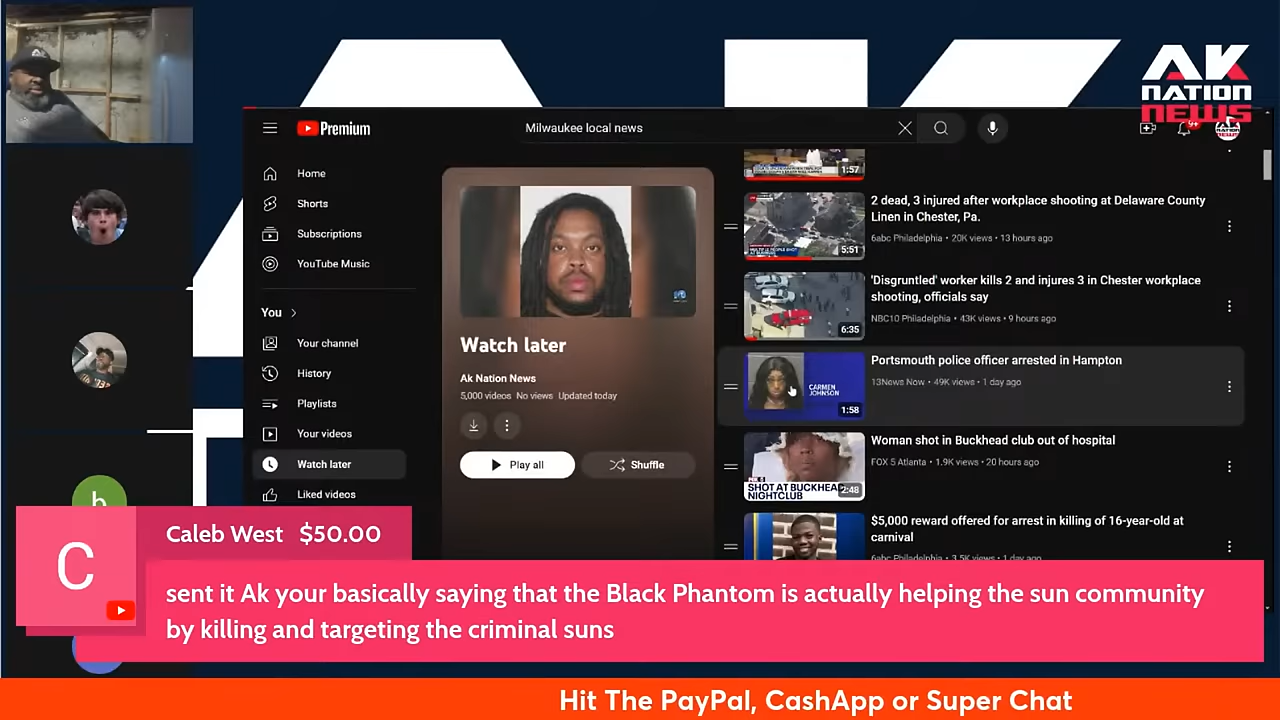 AK
NATION
NEWS
Premium
Milwaukee local news
9+
Home
Shorts
Subscriptions
YouTube Music
You
Your channel
History
Playlists
Your videos
Watch later
Liked videos
Watch later
Ak Nation News
5,000 videos No views Updated today
Play all
Shuffle
1:57
2 dead, 3 injured after workplace shooting at Delaware County
Linen in Chester, Pa.
6abc Philadelphia • 20K views • 13 hours ago
5:51
'Disgruntled' worker kills 2 and injures 3 in Chester workplace
shooting, officials say
NBC10 Philadelphia • 43K views • 9 hours ago
6:35
Portsmouth police officer arrested in Hampton
13News Now • 49K views • 1 day ago
CARMEN
JOHNSON
1:58
Woman shot in Buckhead club out of hospital
FOX 5 Atlanta • 1.9K views • 20 hours ago
SHOT AT BUCKHEAD
NIGHTCLUB
2:48
$5,000 reward offered for arrest in killing of 16-year-old at
carnival
6abc Philadelphia • 3.5K views • 1 day ago
b
C
Caleb West $50.00
sent it Ak your basically saying that the Black Phantom is actually helping the sun community
by killing and targeting the criminal suns
Hit The PayPal, CashApp or Super Chat